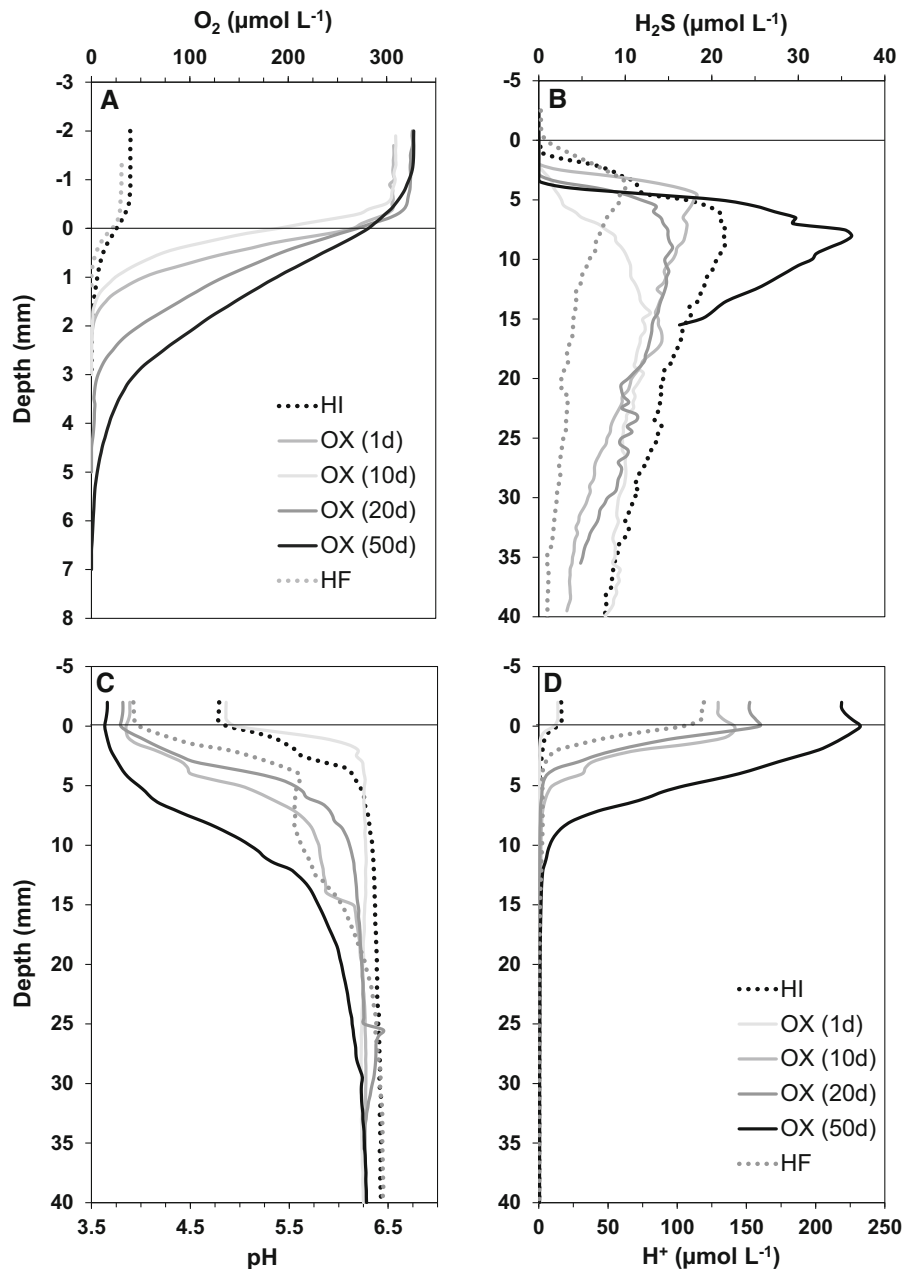 O₂ (µmol L⁻¹)
0 100 200 300
-3
-2
-1
0
1
2
3
4
5
6
7
8
Depth (mm)
A
HI
OX (1d)
OX (10d)
OX (20d)
OX (50d)
HF
H₂S (µmol L⁻¹)
0 10 20 30 40
-5
0
5
10
15
20
25
30
35
40
B
C
-5
0
5
10
15
20
25
30
35
40
Depth (mm)
3.5 4.5 5.5 6.5
pH
D
-5
0
5
10
15
20
25
30
35
40
HI
OX (1d)
OX (10d)
OX (20d)
OX (50d)
HF
0 50 100 150 200 250
H⁺ (µmol L⁻¹)